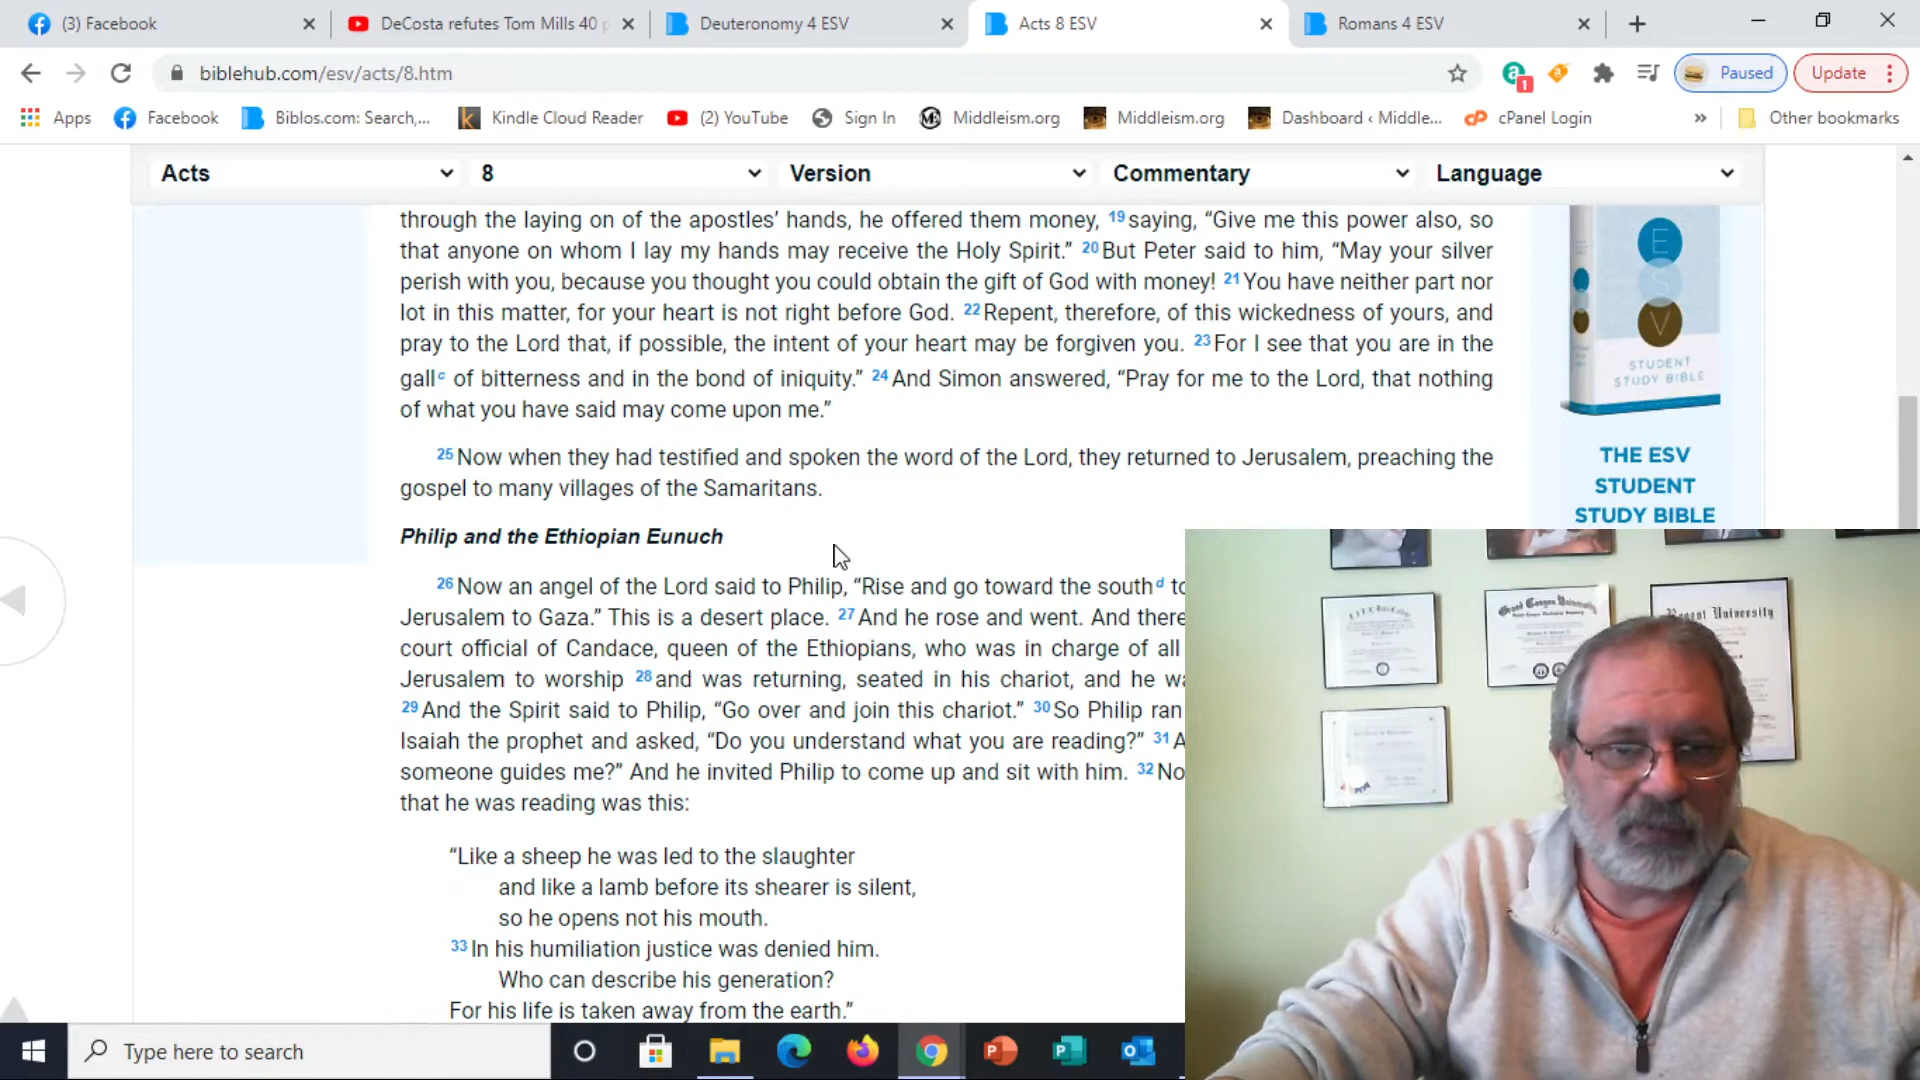 (3) Facebook
DeCosta refutes Tom Mills 40 p
Deuteronomy 4 ESV
Acts 8 ESV
Romans 4 ESV
biblehub.com/esv/acts/8.htm
1
Paused
Update
Apps
Facebook
Biblos.com: Search,...
Kindle Cloud Reader
(2) YouTube
Sign In
Middleism.org
Middleism.org
Dashboard ‹ Middle...
cPanel Login
»
Other bookmarks
Acts
8
Version
Commentary
Language
through the laying on of the apostles’ hands, he offered them money, 19 saying, “Give me this power also, so
that anyone on whom I lay my hands may receive the Holy Spirit.” 20 But Peter said to him, “May your silver
perish with you, because you thought you could obtain the gift of God with money! 21 You have neither part nor
lot in this matter, for your heart is not right before God. 22 Repent, therefore, of this wickedness of yours, and
pray to the Lord that, if possible, the intent of your heart may be forgiven you. 23 For I see that you are in the
gall c of bitterness and in the bond of iniquity.” 24 And Simon answered, “Pray for me to the Lord, that nothing
of what you have said may come upon me.”
25 Now when they had testified and spoken the word of the Lord, they returned to Jerusalem, preaching the
gospel to many villages of the Samaritans.
Philip and the Ethiopian Eunuch
26 Now an angel of the Lord said to Philip, “Rise and go toward the south d to
Jerusalem to Gaza.” This is a desert place. 27 And he rose and went. And there
court official of Candace, queen of the Ethiopians, who was in charge of all
Jerusalem to worship 28 and was returning, seated in his chariot, and he wa
29 And the Spirit said to Philip, “Go over and join this chariot.” 30 So Philip ran
Isaiah the prophet and asked, “Do you understand what you are reading?” 31 A
someone guides me?” And he invited Philip to come up and sit with him. 32 No
that he was reading was this:
“Like a sheep he was led to the slaughter
and like a lamb before its shearer is silent,
so he opens not his mouth.
33 In his humiliation justice was denied him.
Who can describe his generation?
For his life is taken away from the earth.”
E
S
V
STUDENT
STUDY BIBLE
THE ESV
STUDENT
STUDY BIBLE
Grand Canyon University
Regent University
Type here to search